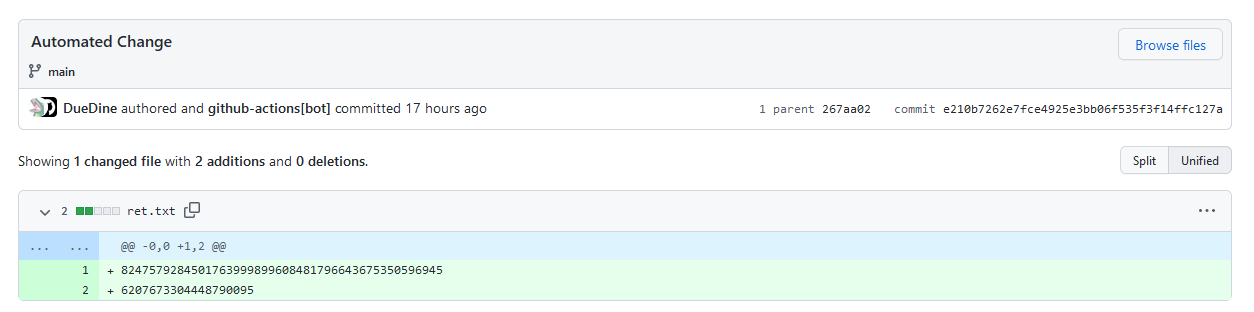 Automated Change
Browse files
main
DueDine authored and github-actions[bot] committed 17 hours ago
1 parent 267aa02 commit e210b7262e7fce4925e3bb06f535f3f14ffc127a
Showing 1 changed file with 2 additions and 0 deletions.
Split Unified
2 ret.txt
... ... @@ -0,0 +1,2 @@
1 + 824757928450176399989960848179664367535059​6945
2 + 6207673304448790095